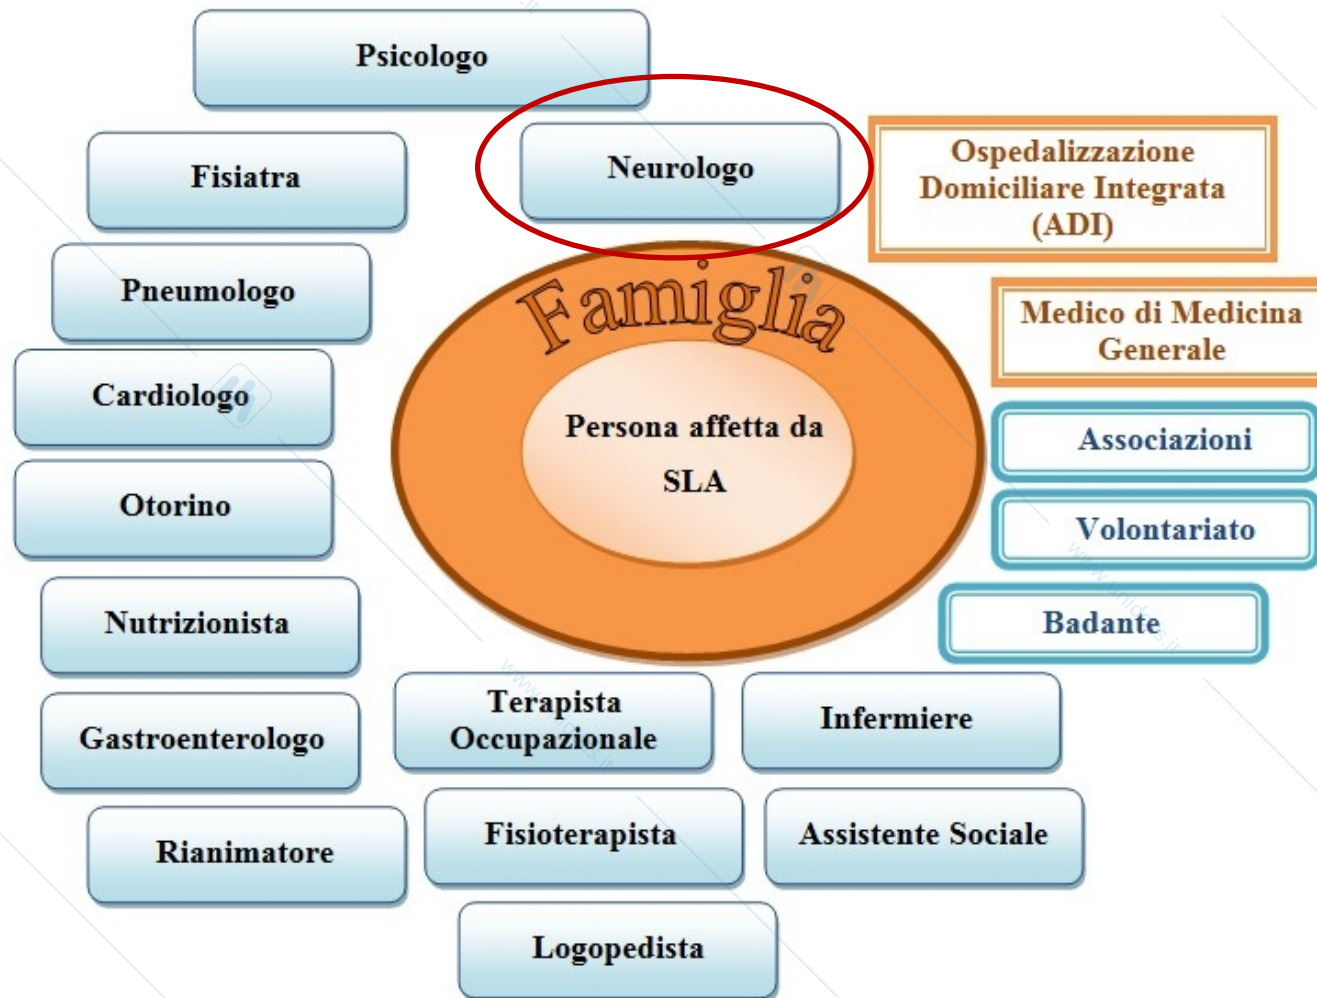 Psicologo
Neurologo
Fisiatra
Ospedalizzazione
Domiciliare Integrata
(ADI)
Pneumologo
Famiglia
Medico di Medicina
Generale
Cardiologo
Persona affetta da
SLA
Associazioni
Otorino
Volontariato
Nutrizionista
Badante
Gastroenterologo
Terapista
Occupazionale
Infermiere
Rianimatore
Fisioterapista
Assistente Sociale
Logopedista